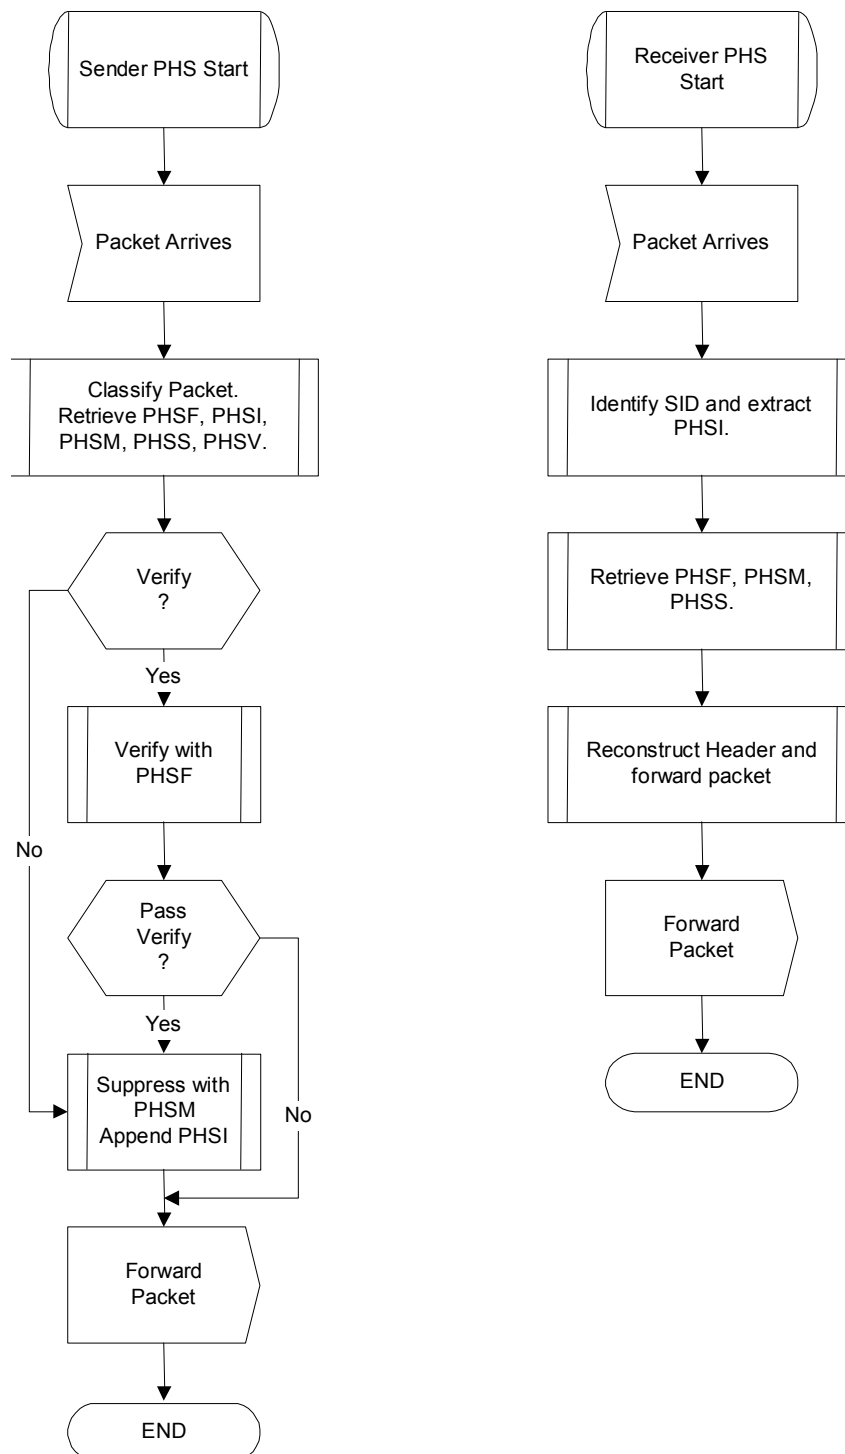 Sender PHS Start
Packet Arrives
Classify Packet.
Retrieve PHSF, PHSI,
PHSM, PHSS, PHSV.
Verify
?
Yes
Verify with
PHSF
No
Pass
Verify
?
Yes
Suppress with
PHSM
Append PHSI
No
Forward
Packet
END
Receiver PHS
Start
Packet Arrives
Identify SID and extract
PHSI.
Retrieve PHSF, PHSM,
PHSS.
Reconstruct Header and
forward packet
Forward
Packet
END